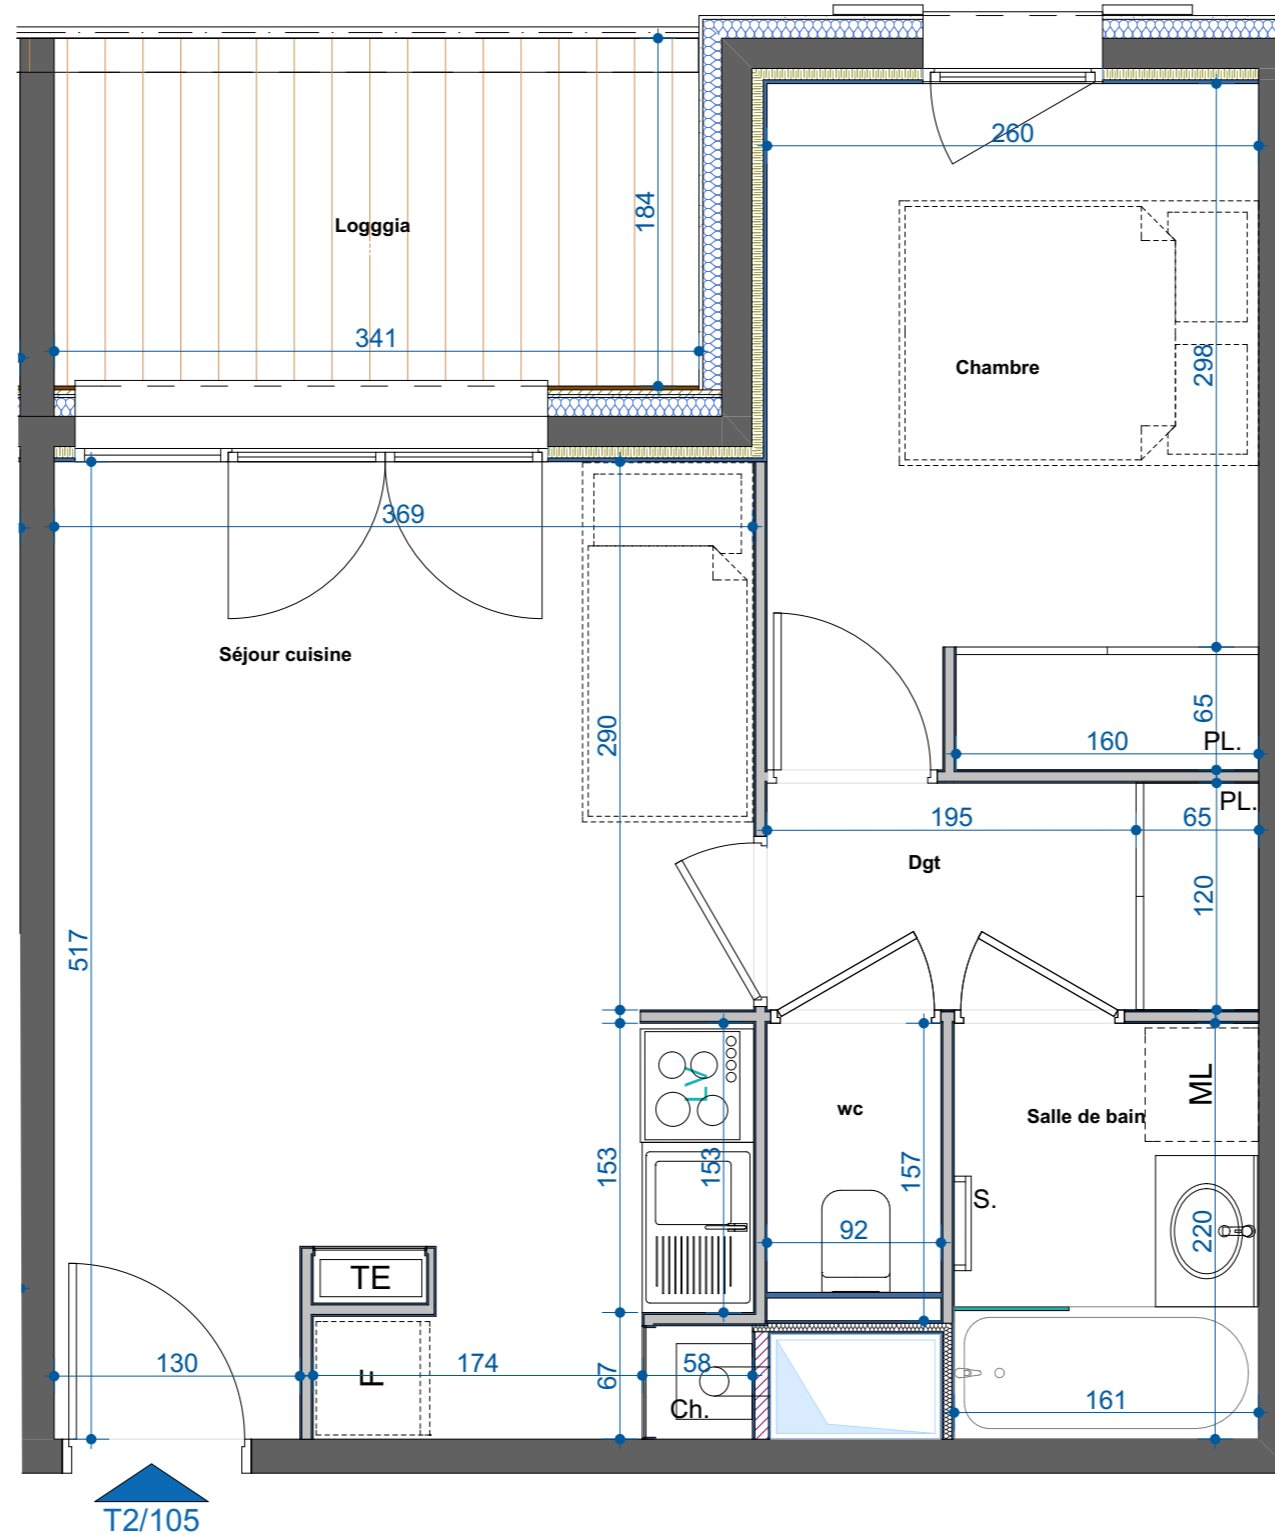 260
184
Logggia
341
298
Chambre
369
Séjour cuisine
290
65
160
PL.
PL.
195
65
Dgt
120
517
LV
ML
wc
Salle de bain
153
153
157
S.
92
220
TE
130
F
174
67
58
Ch.
161
T2/105